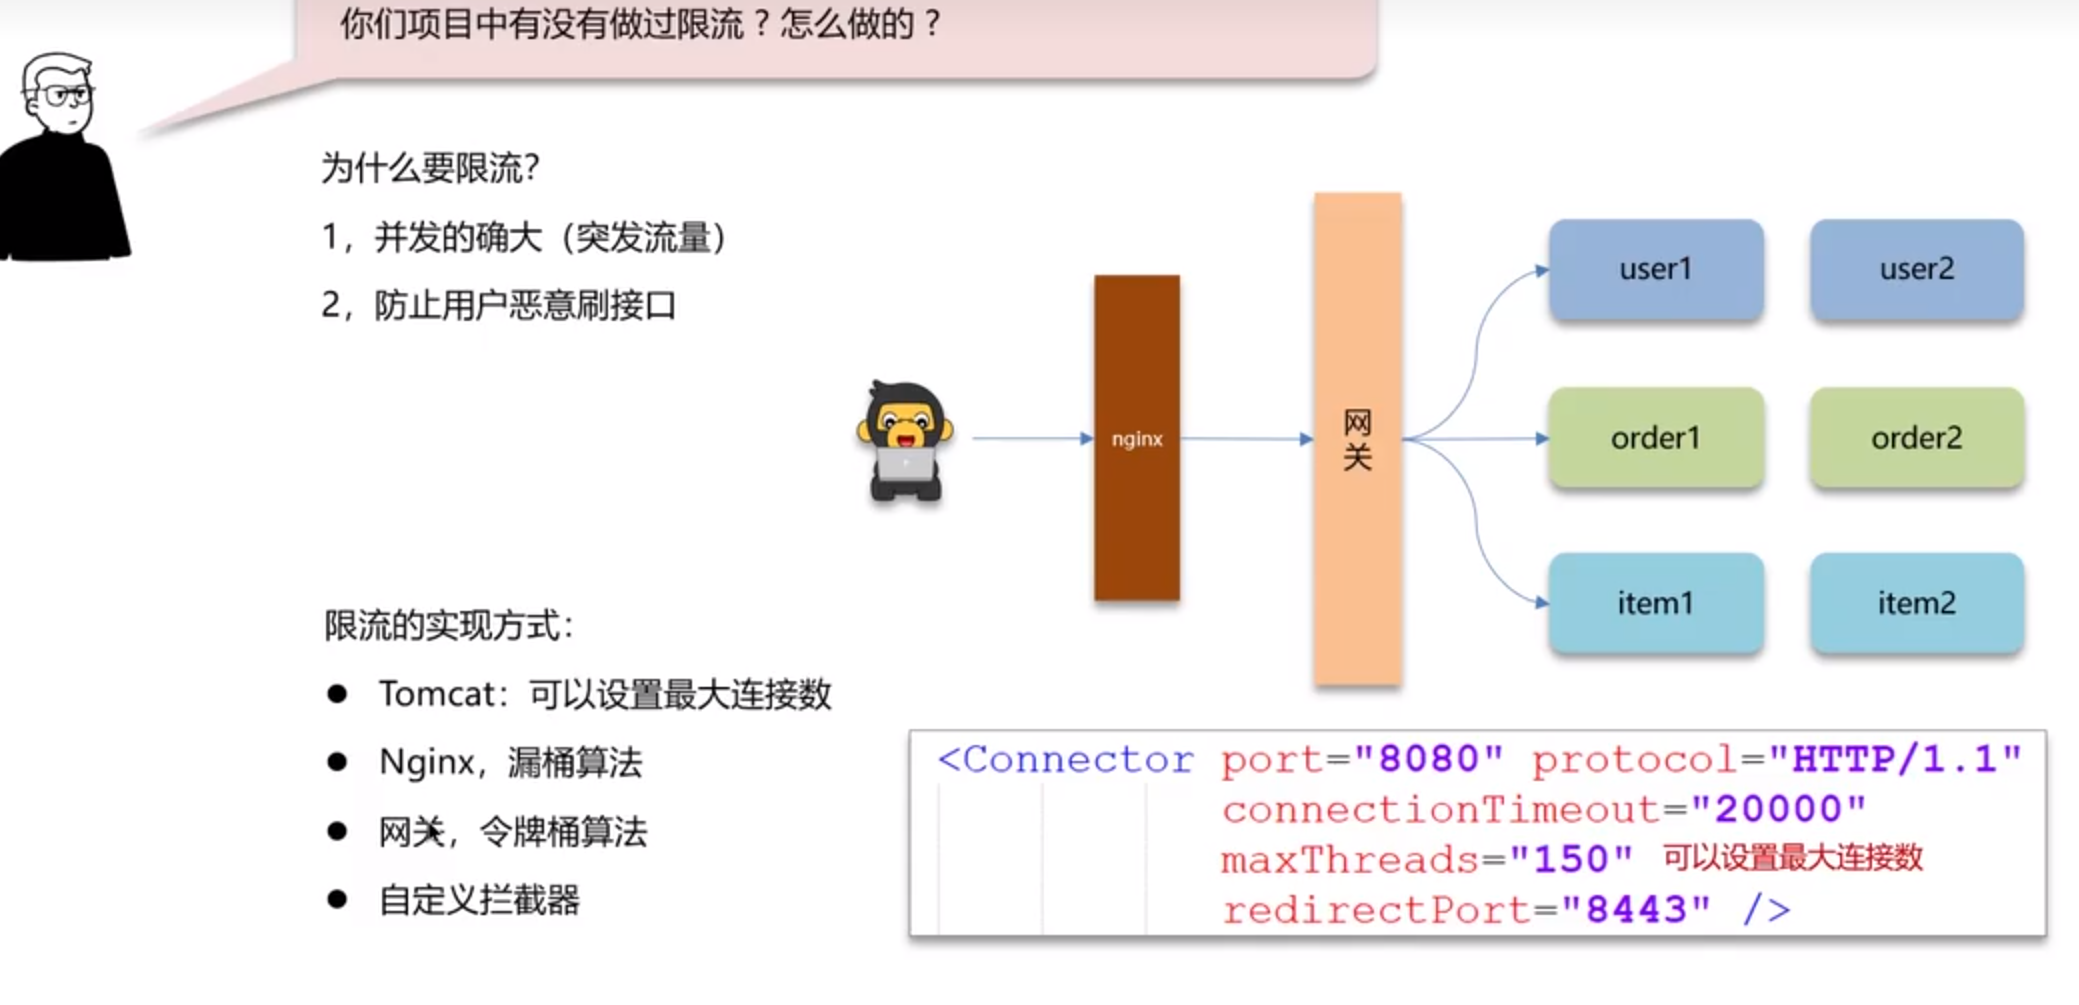 你们项目中有没有做过限流？怎么做的？
为什么要限流?
1，并发的确大（突发流量）
2，防止用户恶意刷接口
nginx
网关
user1
user2
order1
order2
item1
item2
限流的实现方式：
● Tomcat：可以设置最大连接数
● Nginx，漏桶算法
● 网关，令牌桶算法
● 自定义拦截器
<Connector port="8080" protocol="HTTP/1.1"
connectionTimeout="20000"
maxThreads="150" 可以设置最大连接数
redirectPort="8443" />